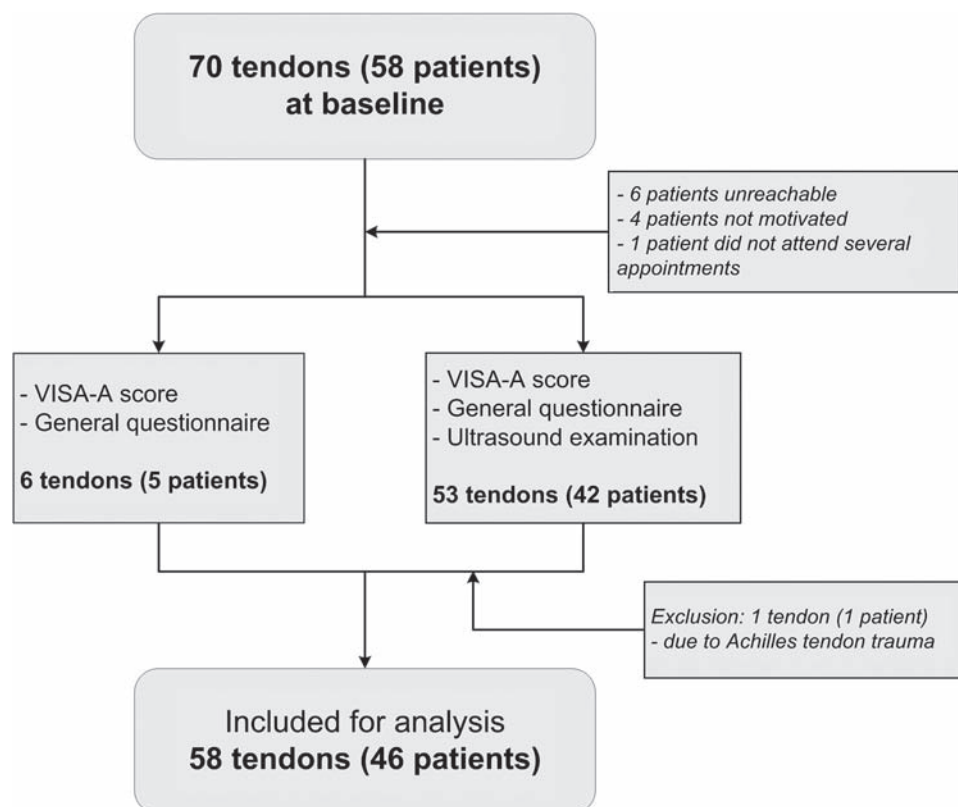 70 tendons (58 patients)
at baseline
- 6 patients unreachable
- 4 patients not motivated
- 1 patient did not attend several
appointments
- VISA-A score
- General questionnaire
6 tendons (5 patients)
- VISA-A score
- General questionnaire
- Ultrasound examination
53 tendons (42 patients)
Exclusion: 1 tendon (1 patient)
- due to Achilles tendon trauma
Included for analysis
58 tendons (46 patients)